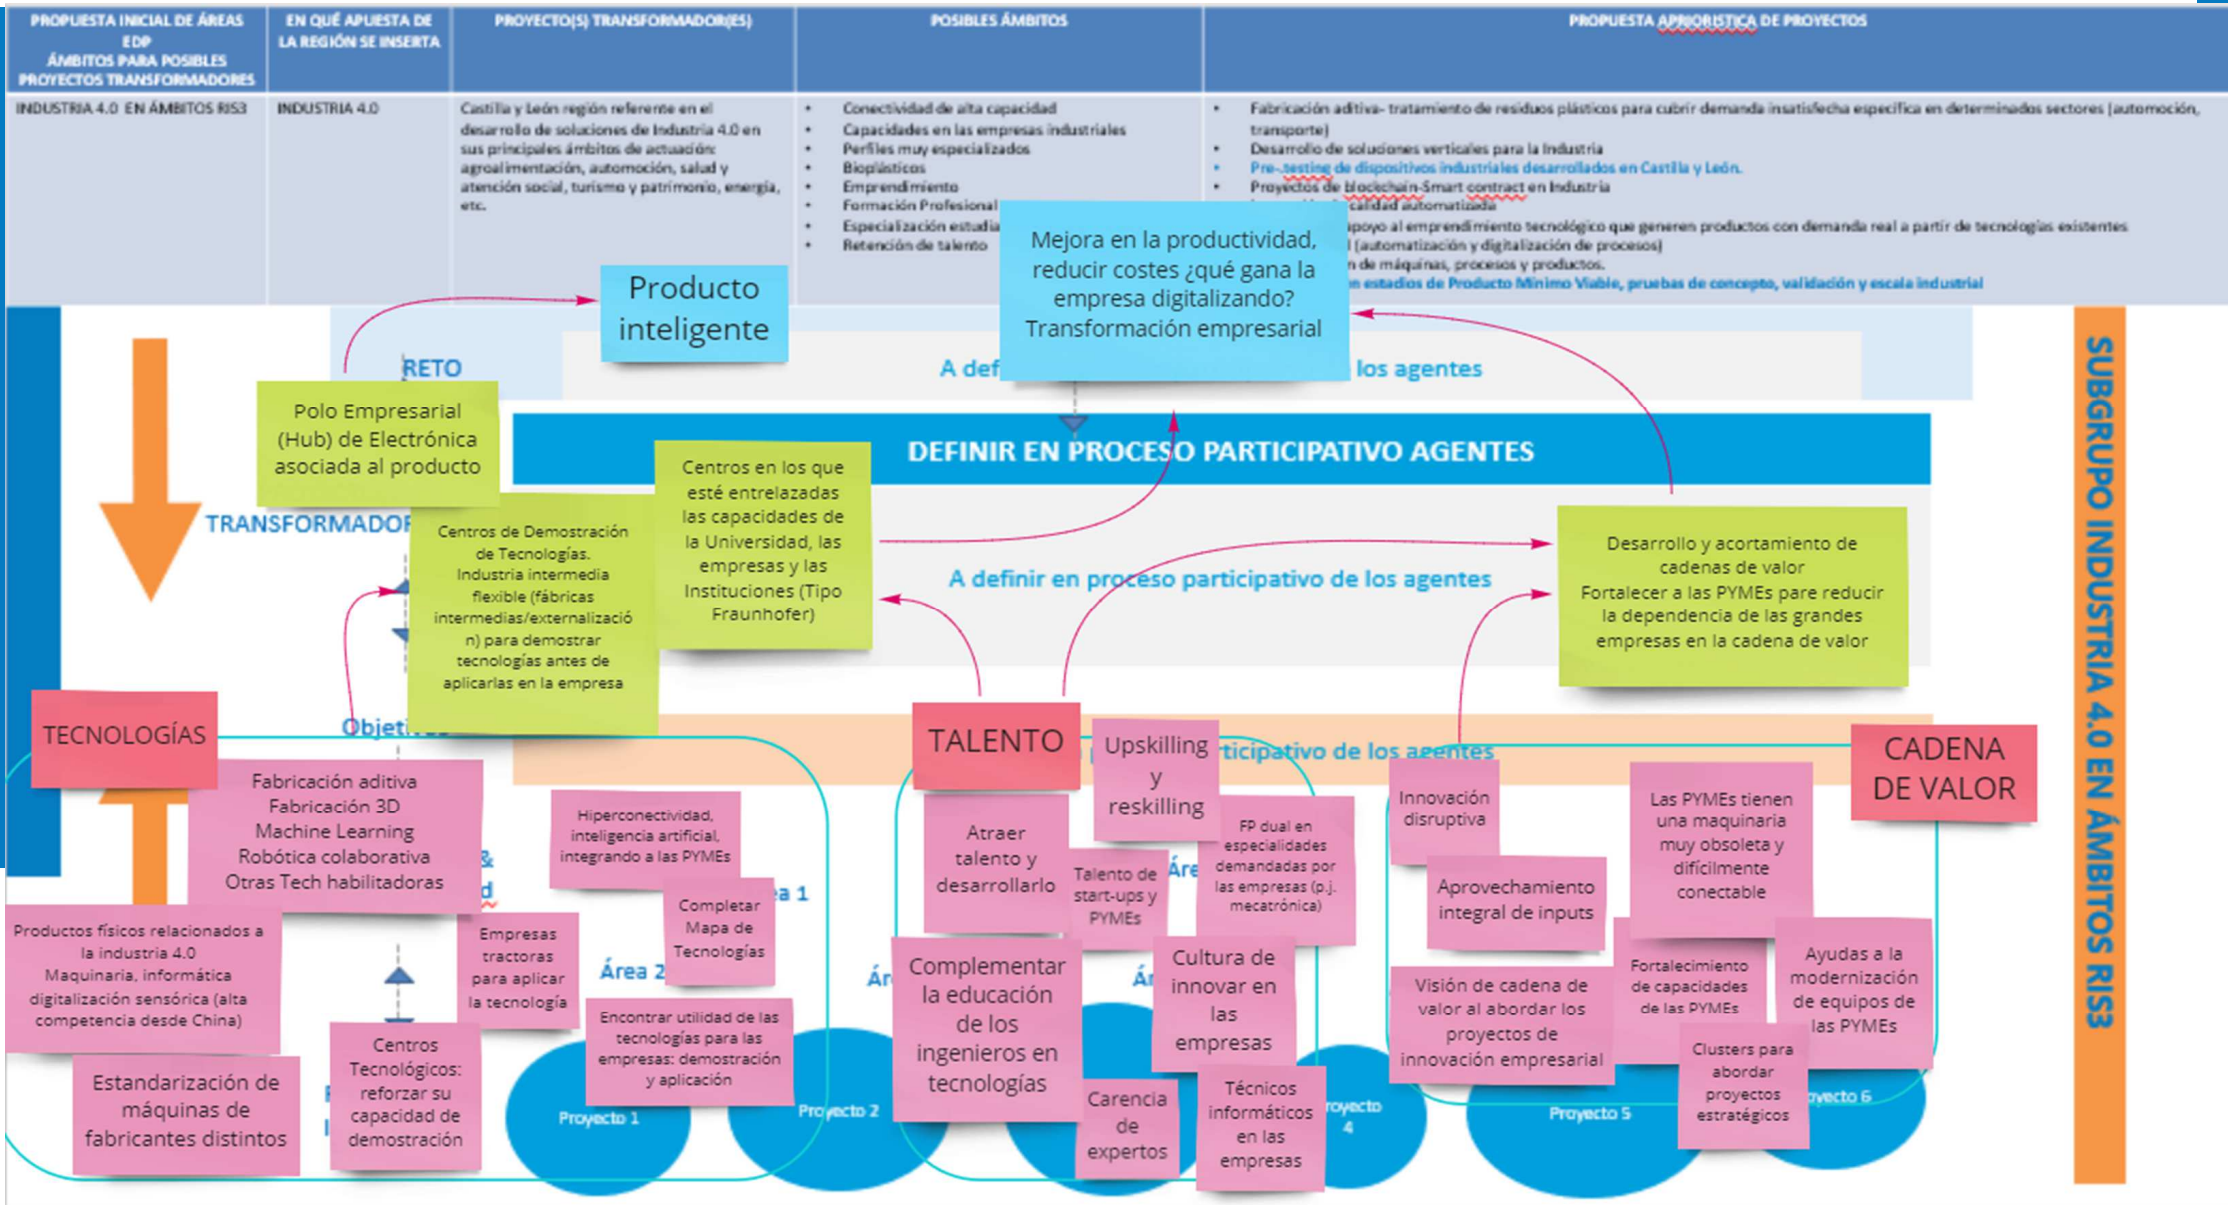 PROPUESTA INICIAL DE ÁREAS
EDP
ÁMBITOS PARA POSIBLES
PROYECTOS TRANSFORMADORES
EN QUÉ APUESTA DE
LA REGIÓN SE INSERTA
PROYECTO(S) TRANSFORMADOR(ES)
POSIBLES ÁMBITOS
PROPUESTA APRIORISTICA DE PROYECTOS
INDUSTRIA 4.0 EN ÁMBITOS RIS3
INDUSTRIA 4.0
Castilla y León región referente en el
desarrollo de soluciones de Industria 4.0 en
sus principales ámbitos de actuación:
agroalimentación, automoción, salud y
atención social, turismo y patrimonio, energía,
etc.
• Conectividad de alta capacidad
• Capacidades en las empresas industriales
• Perfiles muy especializados
• Bioplásticos
• Emprendimiento
• Formación Profesional
• Especialización estudia
• Retención de talento
• Fabricación aditiva- tratamiento de residuos plásticos para cubrir demanda insatisfecha específica en determinados sectores (automoción,
transporte)
• Desarrollo de soluciones verticales para la Industria
• Pre-.testing de dispositivos industriales desarrollados en Castilla y León.
• Proyectos de blockchain-Smart contract en Industria
calidad automatizada
apoyo al emprendimiento tecnológico que generen productos con demanda real a partir de tecnologías existentes
(automatización y digitalización de procesos)
n de máquinas, procesos y productos.
n estadios de Producto Mínimo Viable, pruebas de concepto, validación y escala industrial
Producto
inteligente
Mejora en la productividad,
reducir costes ¿qué gana la
empresa digitalizando?
Transformación empresarial
RETO
A def
los agentes
Polo Empresarial
(Hub) de Electrónica
asociada al producto
DEFINIR EN PROCESO PARTICIPATIVO AGENTES
TRANSFORMADOR
Centros de Demostración
de Tecnologías.
Industria intermedia
flexible (fábricas
intermedias/externalizació
n) para demostrar
tecnologías antes de
aplicarlas en la empresa
Centros en los que
esté entrelazadas
las capacidades de
la Universidad, las
empresas y las
Instituciones (Tipo
Fraunhofer)
A definir en proceso participativo de los agentes
Desarrollo y acortamiento de
cadenas de valor
Fortalecer a las PYMEs pare reducir
la dependencia de las grandes
empresas en la cadena de valor
SUBGRUPO INDUSTRIA 4.0 EN ÁMBITOS RIS3
Objeti
ticipativo de los agentes
TECNOLOGÍAS
Fabricación aditiva
Fabricación 3D
Machine Learning
Robótica colaborativa
Otras Tech habilitadoras
&
d
Hiperconectividad,
inteligencia artificial,
integrando a las PYMEs
ea 1
Completar
Mapa de
Tecnologías
Productos físicos relacionados a
la industria 4.0
Maquinaria, informática
digitalización sensórica (alta
competencia desde China)
Empresas
tractoras
para aplicar
la tecnología
Área 2
Encontrar utilidad de las
tecnologías para las
empresas: demostración
y aplicación
Estandarización de
máquinas de
fabricantes distintos
Centros
Tecnológicos:
reforzar su
capacidad de
demostración
Proyecto 1
Proyecto 2
TALENTO
Upskilling
y
reskilling
Atraer
talento y
desarrollarlo
Talento de
start-ups y
PYMEs
Áre
FP dual en
especialidades
demandadas por
las empresas (p.j.
mecatrónica)
Ár
Complementar
la educación
de los
ingenieros en
tecnologías
Ár
Cultura de
innovar en
las
empresas
Carencia
de
expertos
Técnicos
informáticos
en las
empresas
royecto
4
CADENA
DE VALOR
Innovación
disruptiva
Las PYMEs tienen
una maquinaria
muy obsoleta y
difícilmente
conectable
Aprovechamiento
integral de inputs
Visión de cadena de
valor al abordar los
proyectos de
innovación empresarial
Fortalecimiento
de capacidades
de las PYMEs
Ayudas a la
modernización
de equipos de
las PYMEs
Clusters para
abordar
proyectos
estratégicos
Proyecto 5
oyecto 6